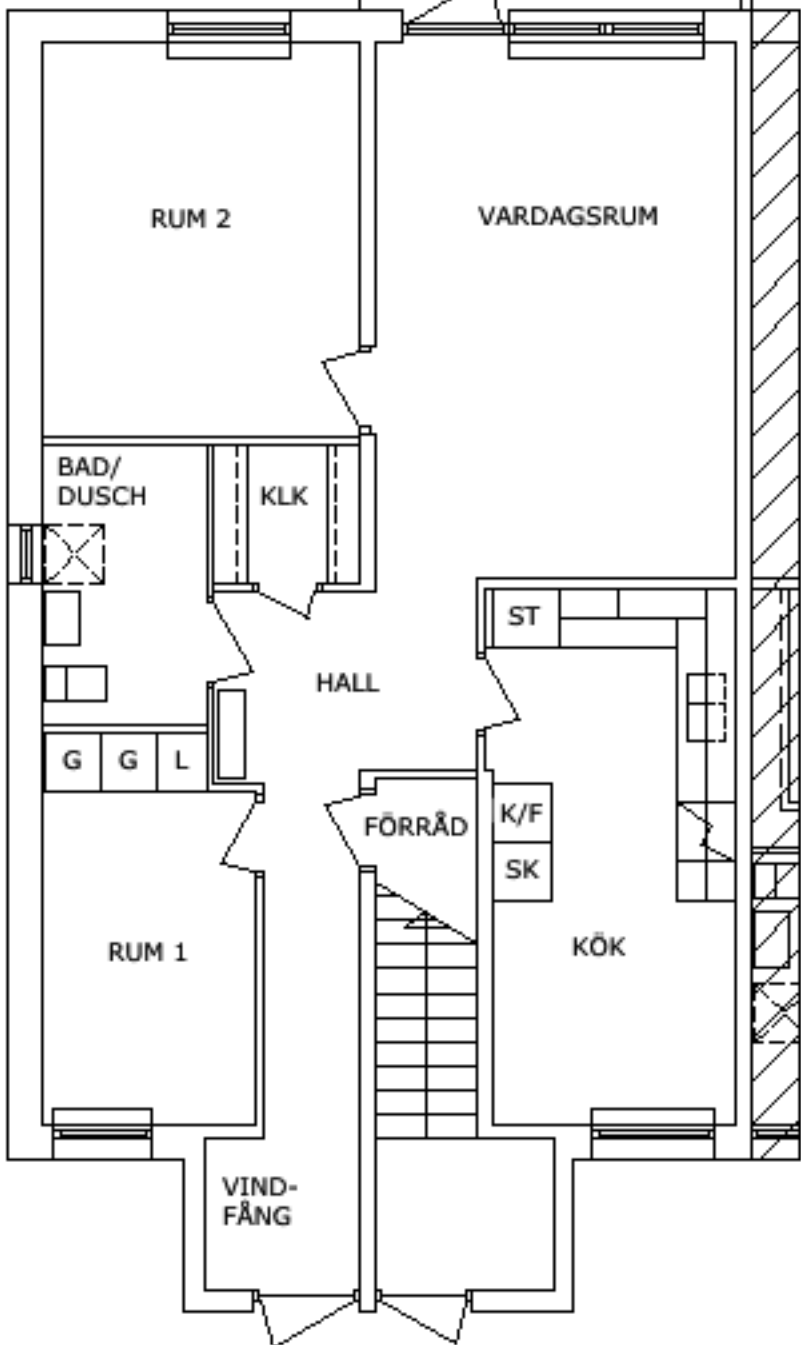 RUM 2
VARDAGSRUM
BAD/
DUSCH
KLK
ST
HALL
G G L
K/F
FÖRRÅD
SK
RUM 1
KÖK
VIND-
FÅNG